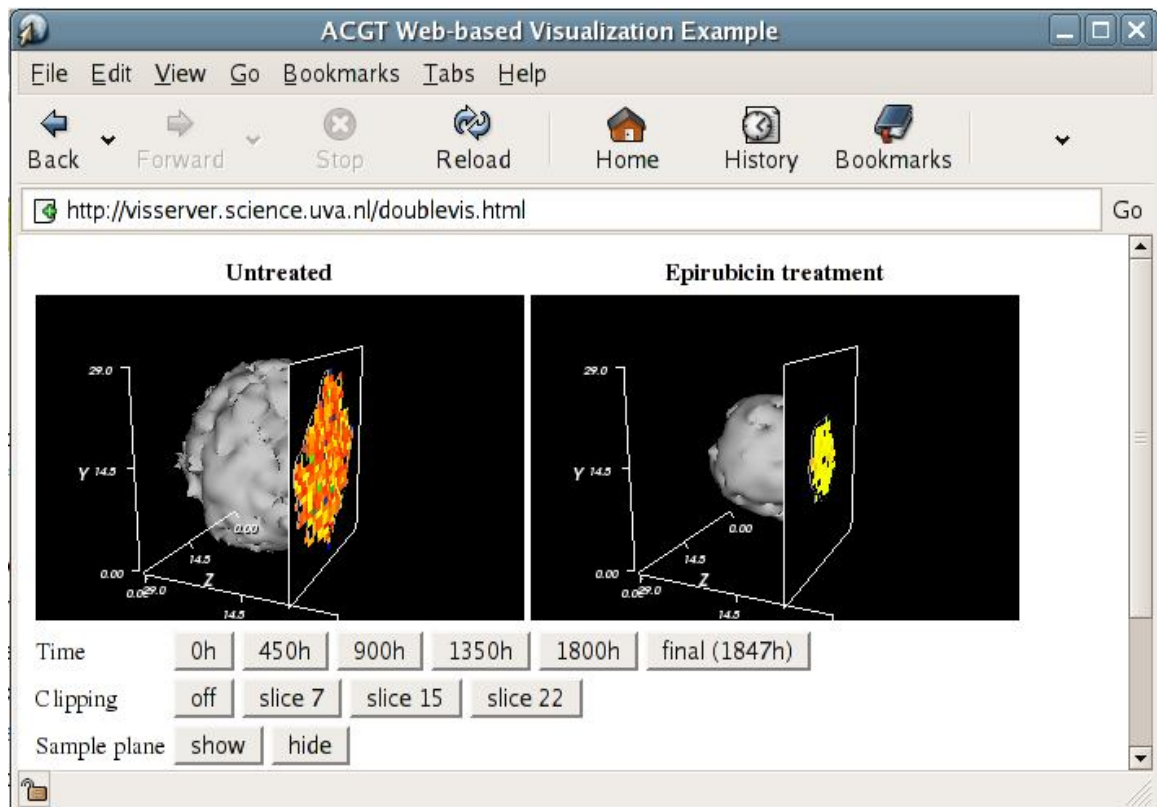 ACGT Web-based Visualization Example
File Edit View Go Bookmarks Tabs Help
Back Forward Stop Reload Home History Bookmarks
http://visserver.science.uva.nl/doublevis.html Go
Untreated Epirubicin treatment
29.0 29.0
Y 14.5 Y 14.5
0.00 0.00
14.5 14.5
0.00 Z 0.00 Z
29.0 29.0
14.5 14.5
Time 0h 450h 900h 1350h 1800h final (1847h)
Clipping off slice 7 slice 15 slice 22
Sample plane show hide